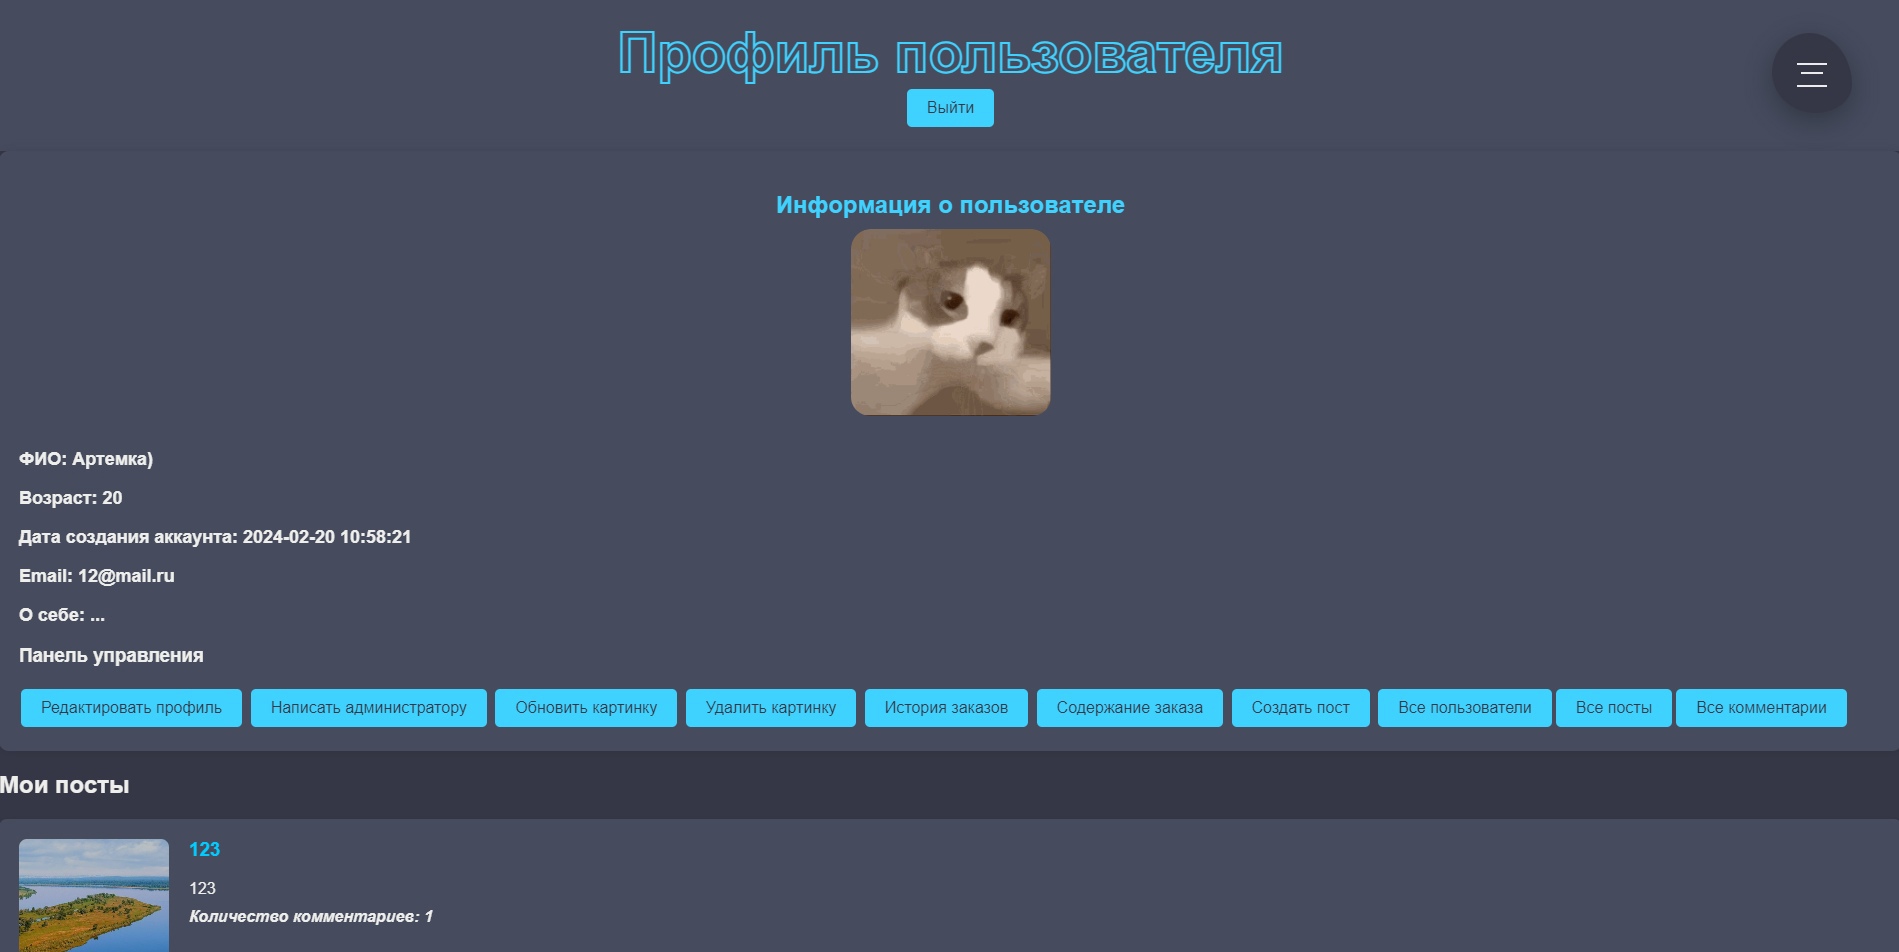 Профиль пользователя
Выйти
Информация о пользователе
ФИО: Артемка)
Возраст: 20
Дата создания аккаунта: 2024-02-20 10:58:21
Email: 12@mail.ru
О себе: ...
Панель управления
Редактировать профиль Написать администратору Обновить картинку Удалить картинку История заказов Содержание заказа Создать пост Все пользователи Все посты Все комментарии
Мои посты
123
123
Количество комментариев: 1